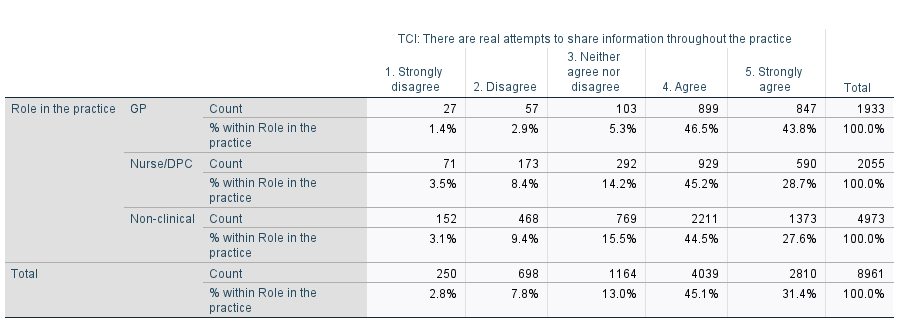 TCI: There are real attempts to share information throughout the practice
1. Strongly disagree 2. Disagree 3. Neither agree nor disagree 4. Agree 5. Strongly agree Total
Role in the practice GP Count 27 57 103 899 847 1933
% within Role in the practice 1.4% 2.9% 5.3% 46.5% 43.8% 100.0%
Nurse/DPC Count 71 173 292 929 590 2055
% within Role in the practice 3.5% 8.4% 14.2% 45.2% 28.7% 100.0%
Non-clinical Count 152 468 769 2211 1373 4973
% within Role in the practice 3.1% 9.4% 15.5% 44.5% 27.6% 100.0%
Total Count 250 698 1164 4039 2810 8961
% within Role in the practice 2.8% 7.8% 13.0% 45.1% 31.4% 100.0%